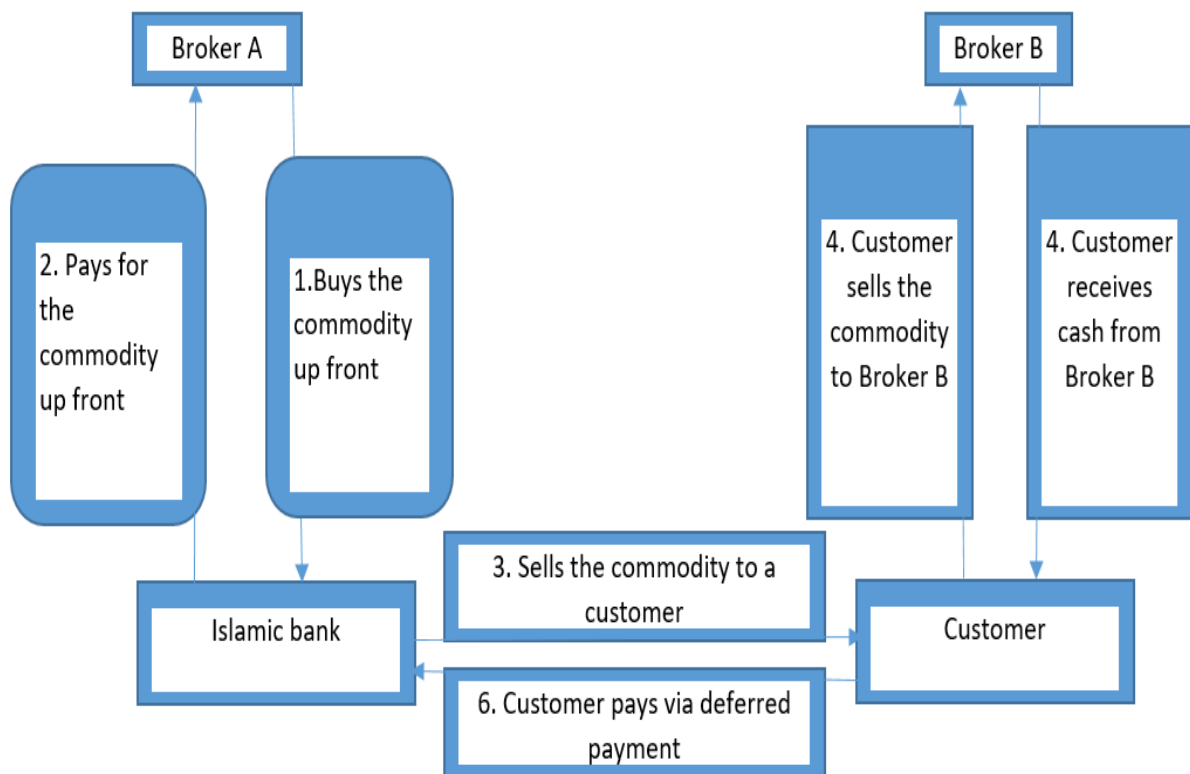 Broker A
Broker B
2. Pays for
the
commodity
up front
1.Buys the
commodity
up front
4. Customer
sells the
commodity
to Broker B
4. Customer
receives
cash from
Broker B
3. Sells the commodity to a
customer
Islamic bank
Customer
6. Customer pays via deferred
payment